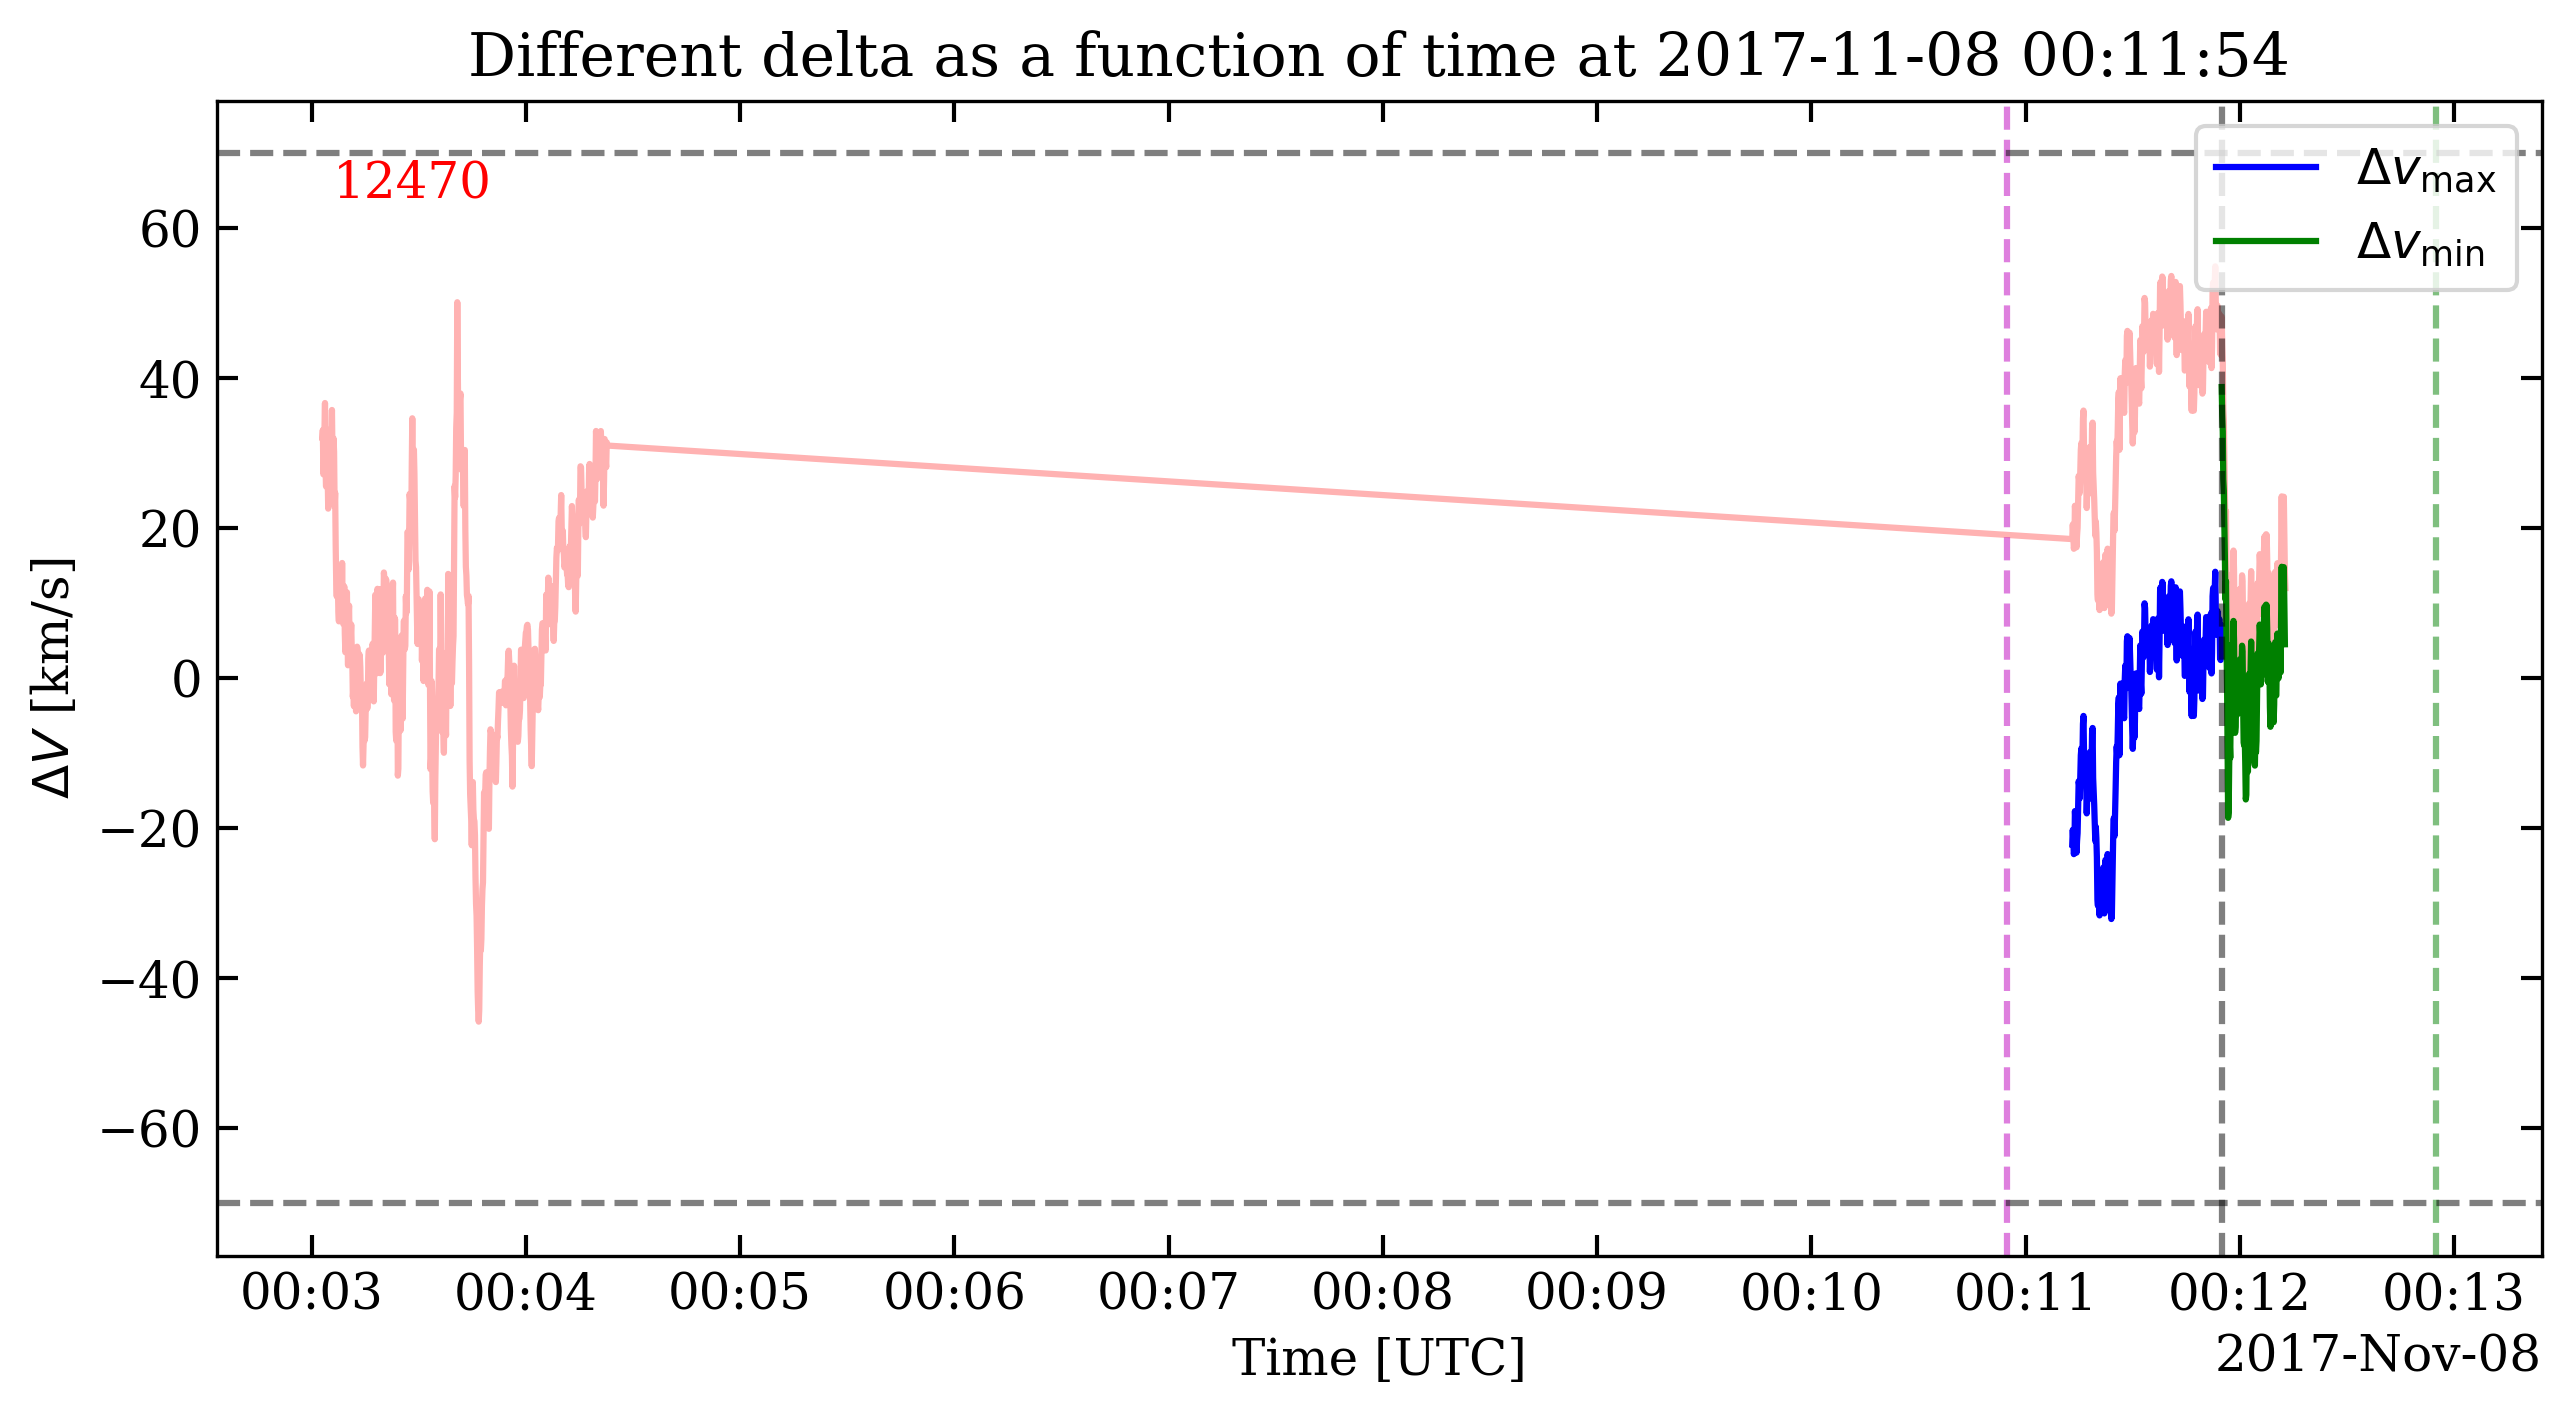 Different delta as a function of time at 2017-11-08 00:11:54
12470
Δv_max
Δv_min
60
40
20
0
−20
−40
−60
ΔV [km/s]
00:03 00:04 00:05 00:06 00:07 00:08 00:09 00:10 00:11 00:12 00:13
Time [UTC]
2017-Nov-08